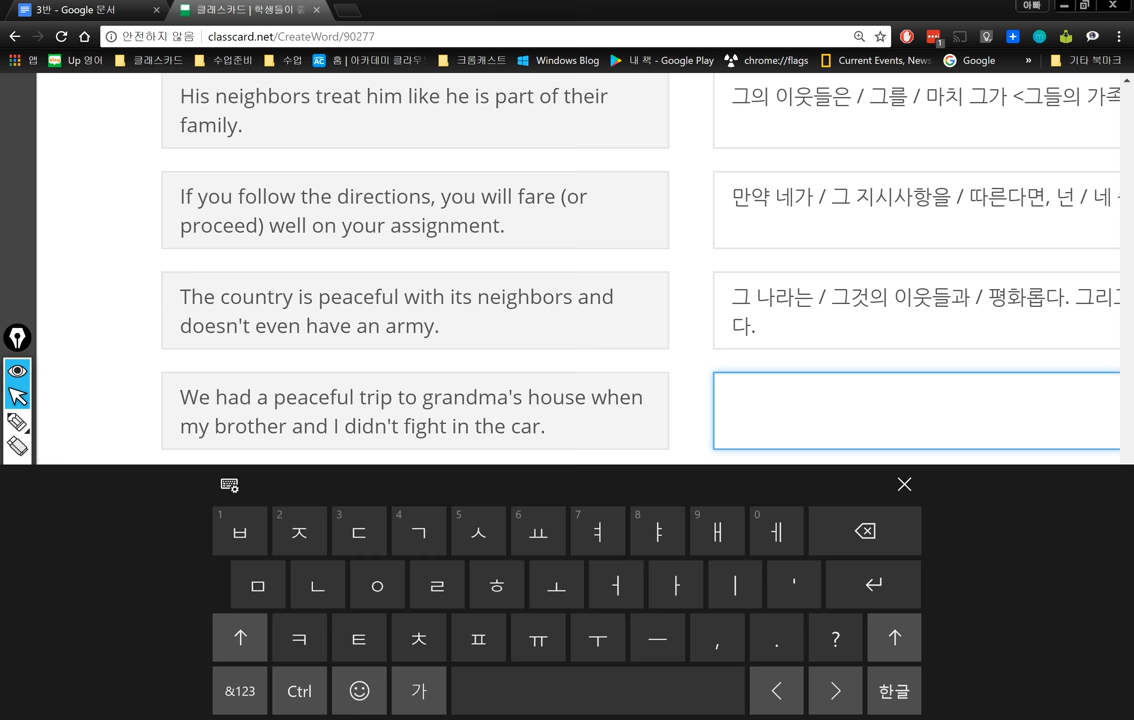 3반 - Google 문서
클래스카드 | 학생들이
아빠
안전하지 않음 classcard.net/CreateWord/90277
1
앱 Up 영어 클래스카드 수업준비 수업 홈 | 아카데미 클라우 크롬캐스트 Windows Blog 내 책 - Google Play chrome://flags Current Events, News Google » 기타 북마크
His neighbors treat him like he is part of their
family.
그의 이웃들은 / 그를 / 마치 그가 <그들의 가족
If you follow the directions, you will fare (or
proceed) well on your assignment.
만약 네가 / 그 지시사항을 / 따른다면, 넌 / 네
The country is peaceful with its neighbors and
doesn't even have an army.
그 나라는 / 그것의 이웃들과 / 평화롭다. 그리고
다.
We had a peaceful trip to grandma's house when
my brother and I didn't fight in the car.
1 2 3 4 5 6 7 8 9 0
ㅂ ㅈ ㄷ ㄱ ㅅ ㅛ ㅕ ㅑ ㅐ ㅔ
ㅁ ㄴ ㅇ ㄹ ㅎ ㅗ ㅓ ㅏ ㅣ '
ㅋ ㅌ ㅊ ㅍ ㅠ ㅜ ㅡ , . ?
&123 Ctrl 가 < > 한글